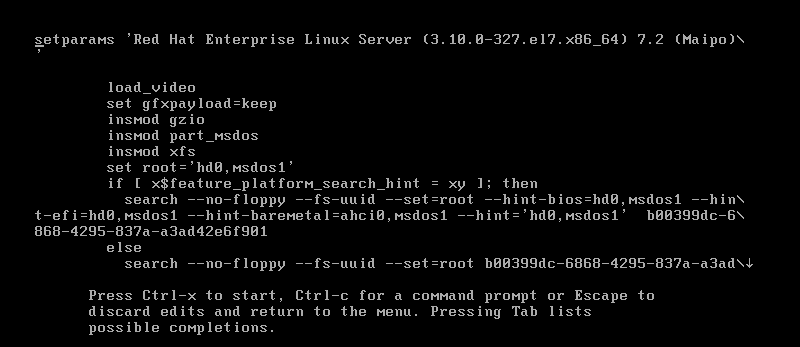 setparams 'Red Hat Enterprise Linux Server (3.10.0-327.el7.x86_64) 7.2 (Maipo)\
'
load_video
set gfxpayload=keep
insmod gzio
insmod part_msdos
insmod xfs
set root='hd0,msdos1'
if [ x$feature_platform_search_hint = xy ]; then
search --no-floppy --fs-uuid --set=root --hint-bios=hd0,msdos1 --hin\
t-efi=hd0,msdos1 --hint-baremetal=ahci0,msdos1 --hint='hd0,msdos1'  b00399dc-6\
868-4295-837a-a3ad42e6f901
else
search --no-floppy --fs-uuid --set=root b00399dc-6868-4295-837a-a3ad\↓
Press Ctrl-x to start, Ctrl-c for a command prompt or Escape to
discard edits and return to the menu. Pressing Tab lists
possible completions.